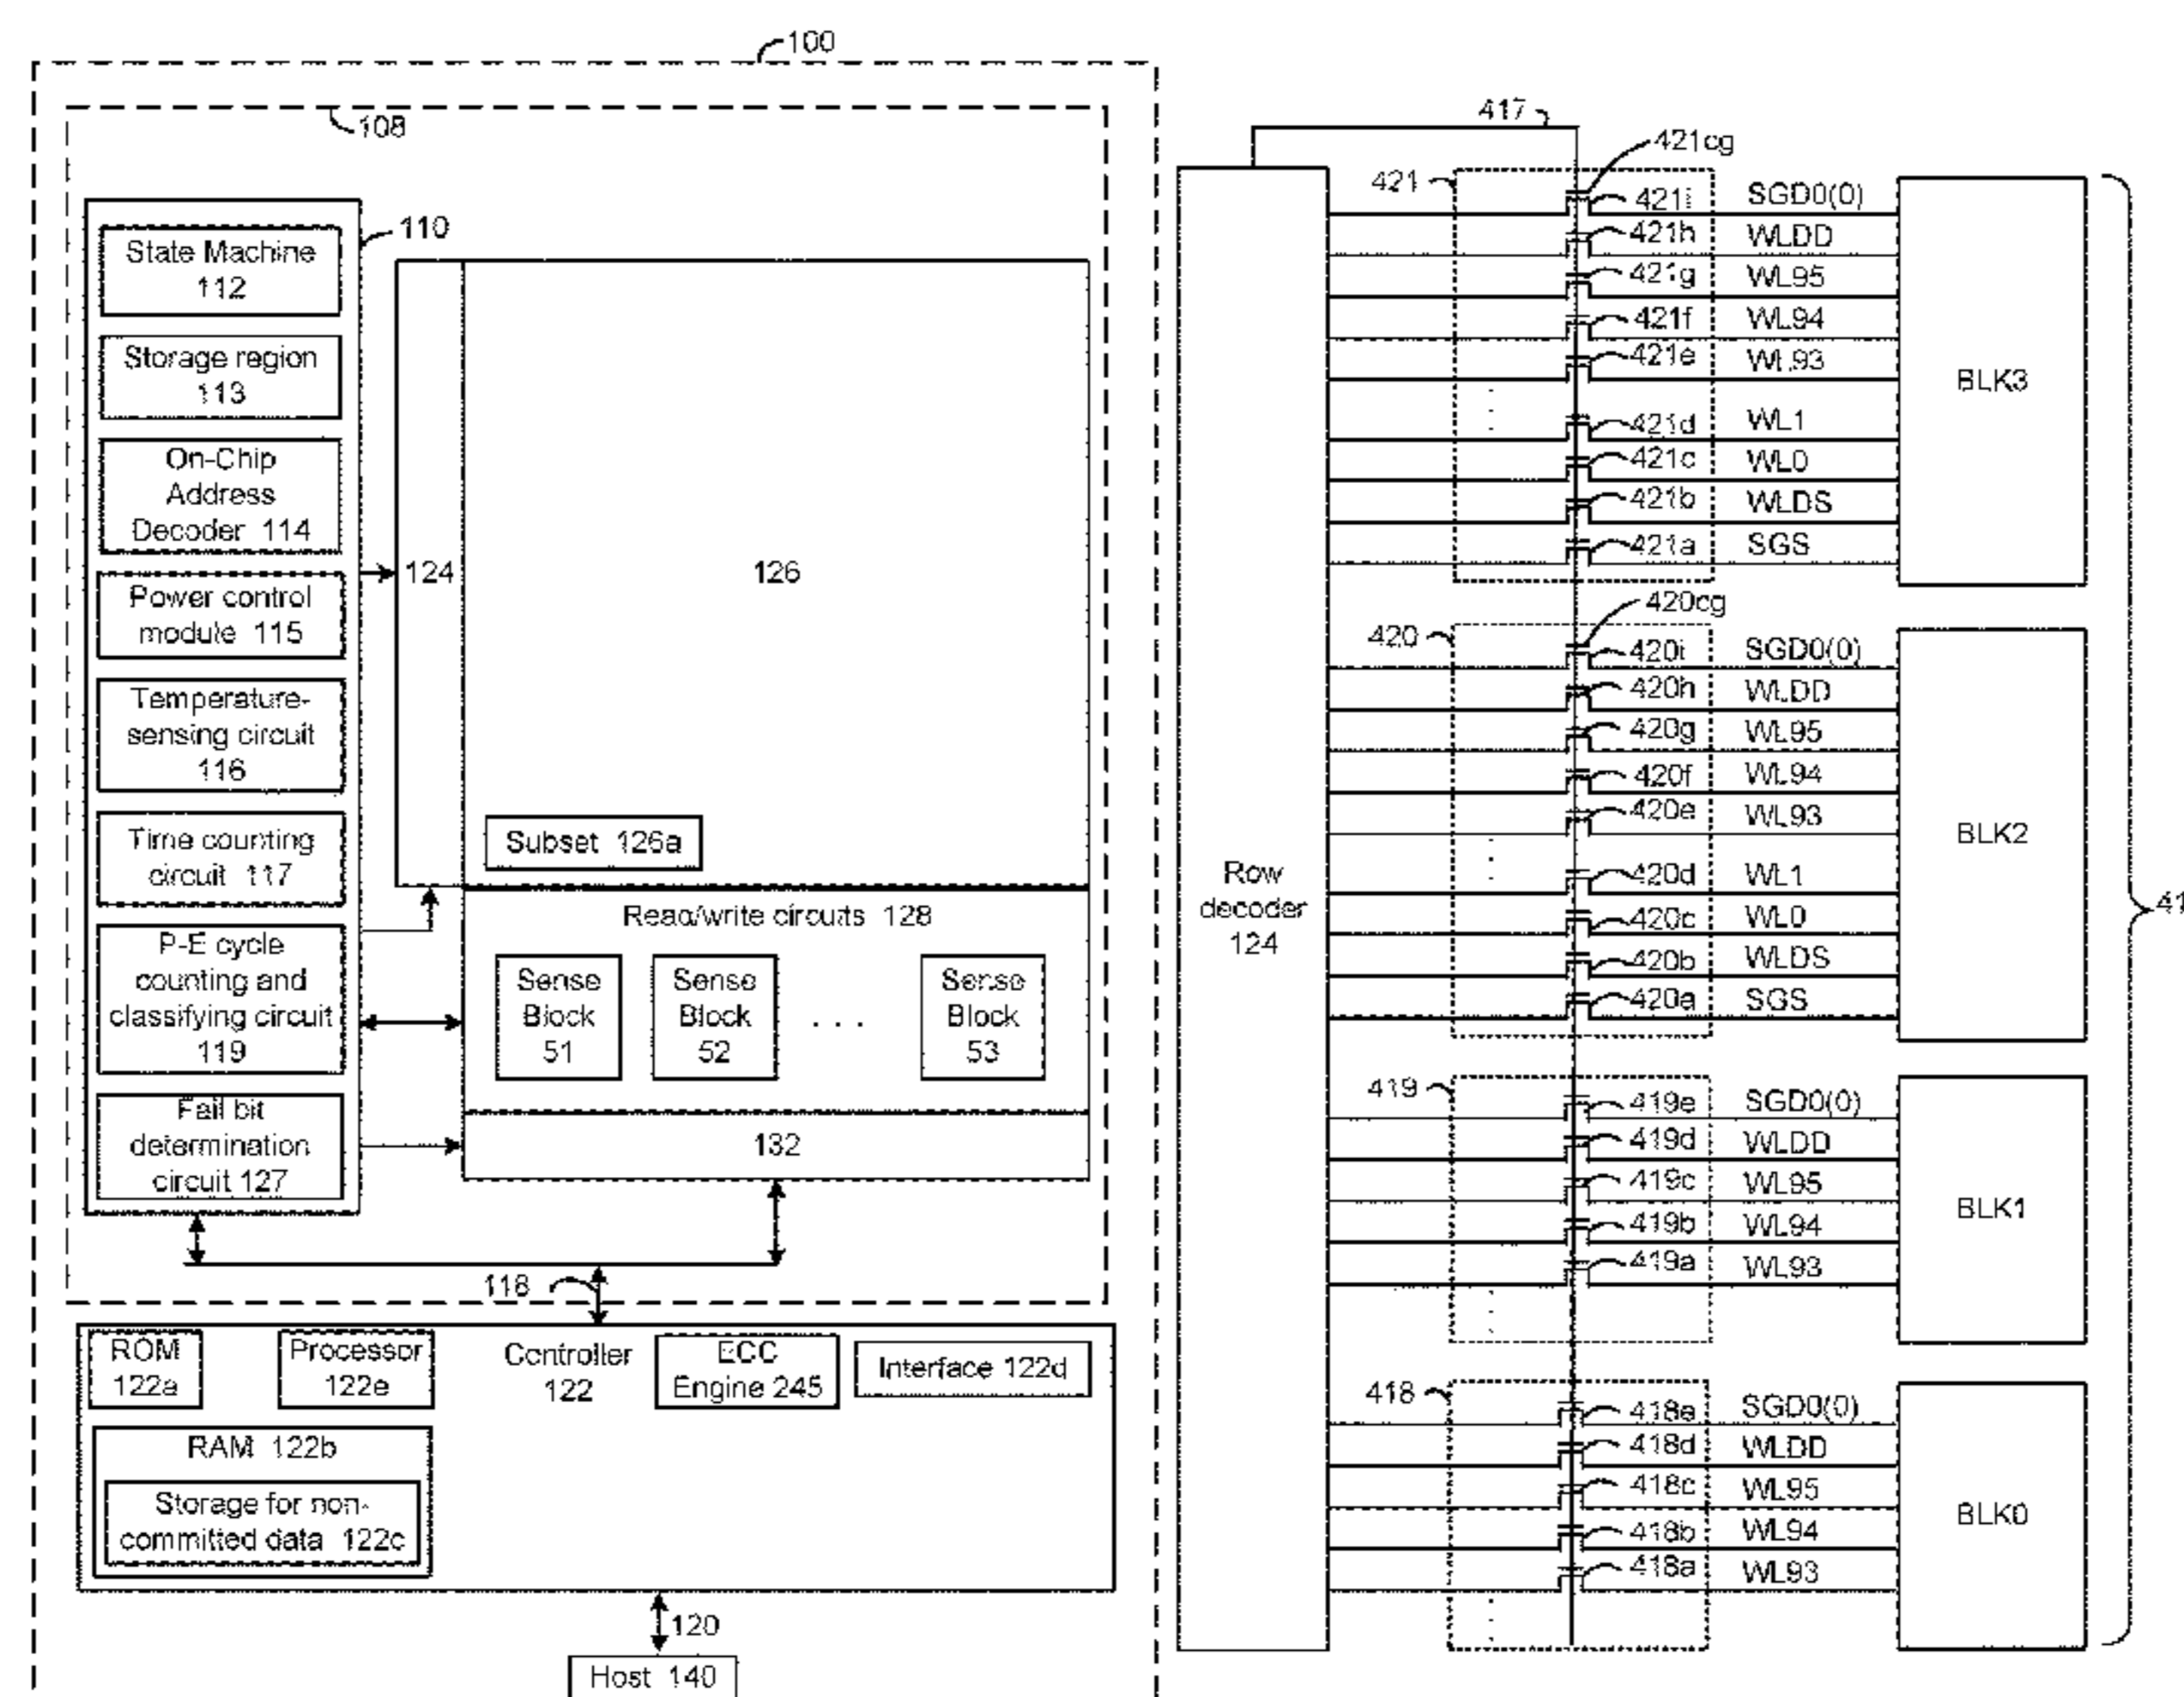 100
108
110
State Machine
112
Storage region
113
On-Chip
Address
Decoder 114
Power control
module 115
Temperature-
sensing circuit
116
Time counting
circuit 117
P-E cycle
counting and
classifying circuit
119
Fail bit
determination
circuit 127
124
126
Subset 126a
Read/write circuits 128
Sense
Block
51
Sense
Block
52
. . .
Sense
Block
53
132
118
ROM
122a
Processor
122e
Controller
122
ECC
Engine 245
Interface 122d
RAM 122b
Storage for non-
committed data 122c
120
Host 140
417
Row
decoder
124
421
421cg
421i SGD0(0)
421h WLDD
421g WL95
421f WL94
421e WL93
421d WL1
421c WL0
421b WLDS
421a SGS
BLK3
420
420cg
420i SGD0(0)
420h WLDD
420g WL95
420f WL94
420e WL93
420d WL1
420c WL0
420b WLDS
420a SGS
BLK2
419
419e SGD0(0)
419d WLDD
419c WL95
419b WL94
419a WL93
BLK1
418
418e SGD0(0)
418d WLDD
418c WL95
418b WL94
418a WL93
BLK0